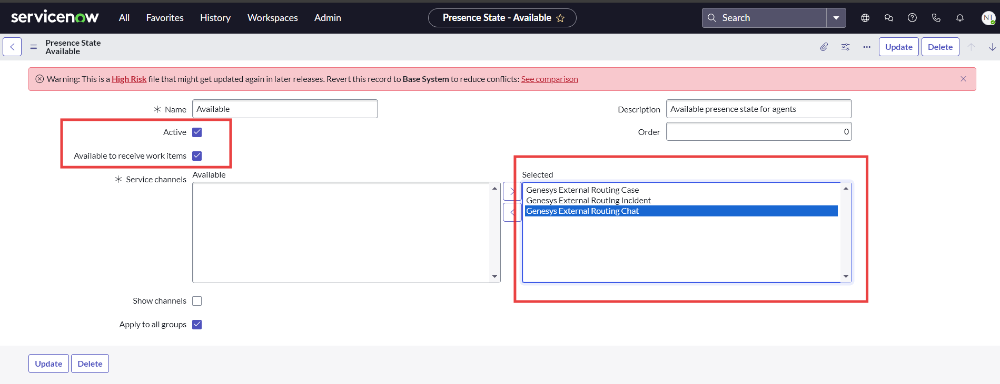 servicenow All Favorites History Workspaces Admin Presence State - Available Search NT
Presence State
Available
Update Delete
Warning: This is a High Risk file that might get updated again in later releases. Revert this record to Base System to reduce conflicts: See comparison
Name Available Description Available presence state for agents
Active Order 0
Available to receive work items
Service channels Available Selected
Genesys External Routing Case
Genesys External Routing Incident
Genesys External Routing Chat
Show channels
Apply to all groups
Update Delete